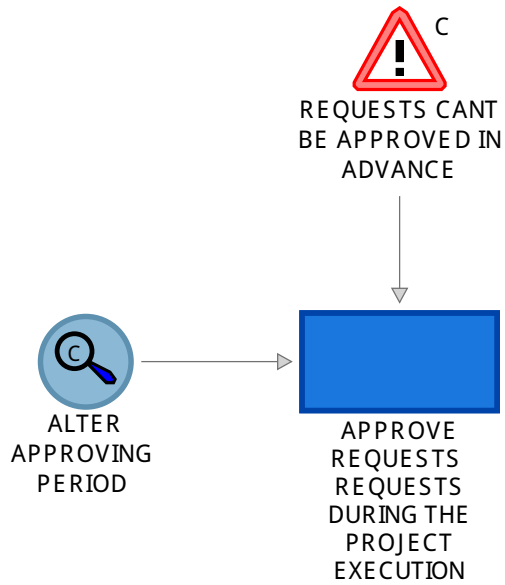 C
REQUESTS CANT
BE APPROVED IN
ADVANCE
C
ALTER
APPROVING
PERIOD
APPROVE
REQUESTS
REQUESTS
DURING THE
PROJECT
EXECUTION